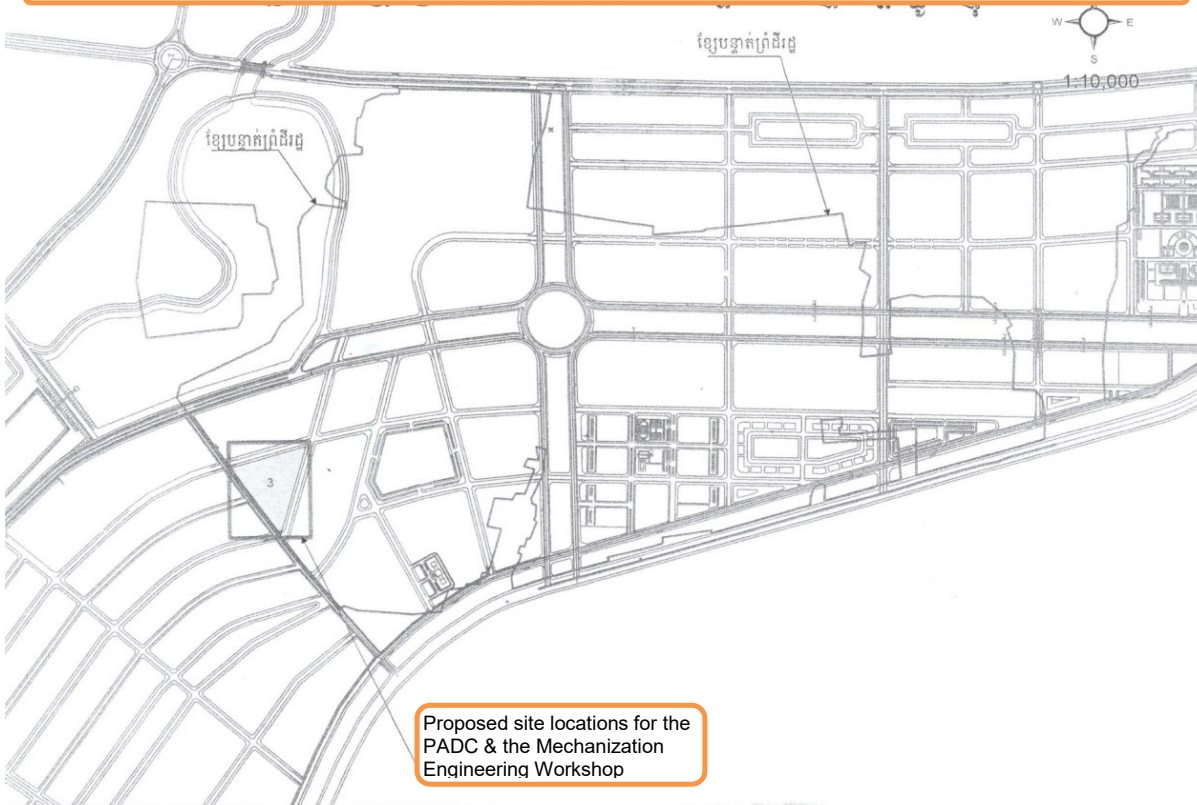 W E
S
1:10,000
ខ្សែបន្ទាត់ព្រំដីរដ្ឋ
ខ្សែបន្ទាត់ព្រំដីរដ្ឋ
3
Proposed site locations for the
PADC & the Mechanization
Engineering Workshop